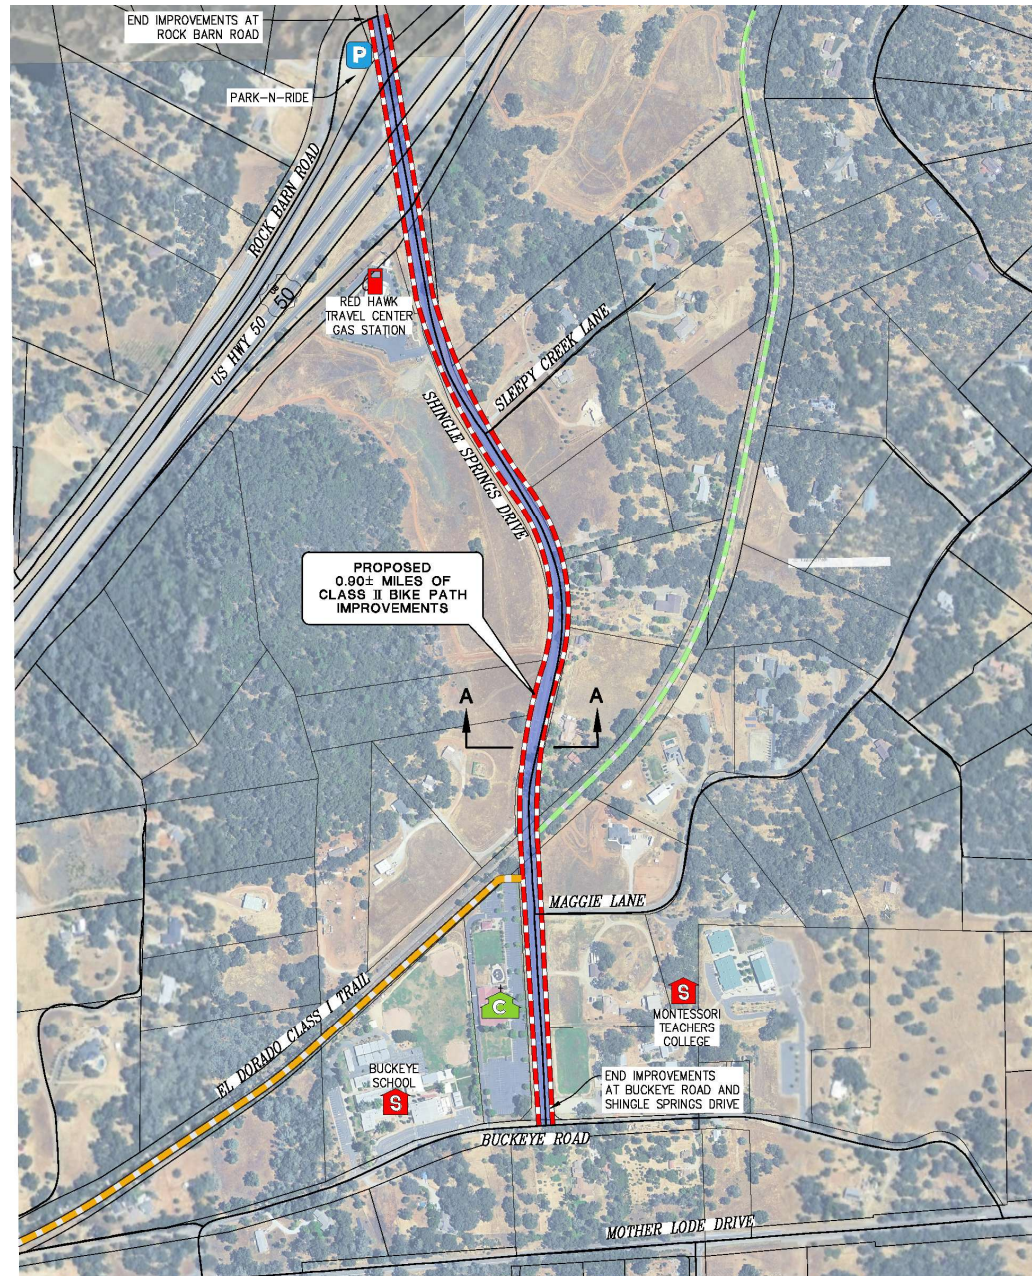 END IMPROVEMENTS AT
ROCK BARN ROAD
P
PARK-N-RIDE
ROCK BARN ROAD
US
50
US HWY 50
RED HAWK
TRAVEL CENTER
GAS STATION
SLEEPY CREEK LANE
SHINGLE SPRINGS DRIVE
PROPOSED
0.90± MILES OF
CLASS II BIKE PATH
IMPROVEMENTS
A
A
MAGGIE LANE
EL DORADO CLASS I TRAIL
C
S
MONTESSORI
TEACHERS
COLLEGE
BUCKEYE
SCHOOL
S
END IMPROVEMENTS
AT BUCKEYE ROAD AND
SHINGLE SPRINGS DRIVE
BUCKEYE ROAD
MOTHER LODE DRIVE